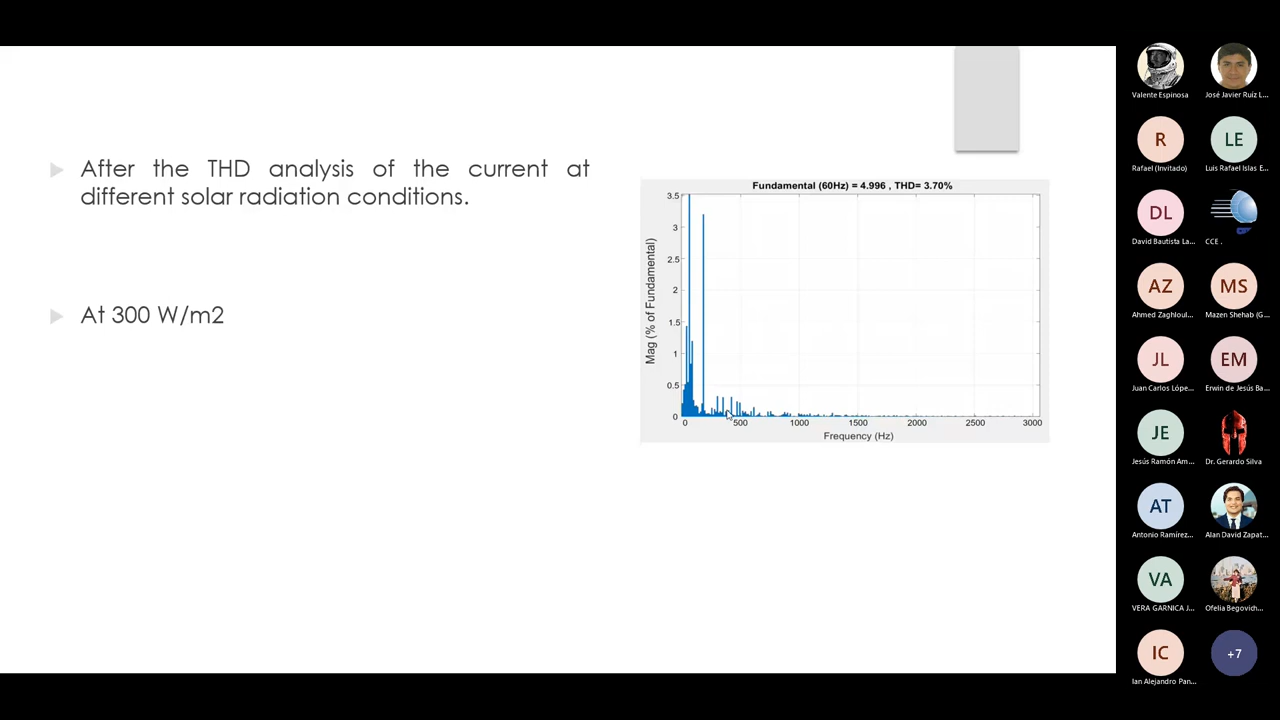 After the THD analysis of the current at
different solar radiation conditions.
At 300 W/m2
Fundamental (60Hz) = 4.996 , THD= 3.70%
Mag (% of Fundamental)
3.5
3
2.5
2
1.5
1
0.5
0
0 500 1000 1500 2000 2500 3000
Frequency (Hz)
Valente Espinosa
José Javier Ruíz L...
R
Rafael (Invitado)
LE
Luis Rafael Islas E...
DL
David Bautista La...
CCE .
AZ
Ahmed Zaghloul...
MS
Mazen Shehab (G...
JL
Juan Carlos Lópe...
EM
Erwin de Jesús Ba...
JE
Jesús Ramón Am...
Dr. Gerardo Silva
AT
Antonio Ramírez...
Alan David Zapat...
VA
VERA GARNICA J...
Ofelia Begovich...
IC
Ian Alejandro Pan...
+7